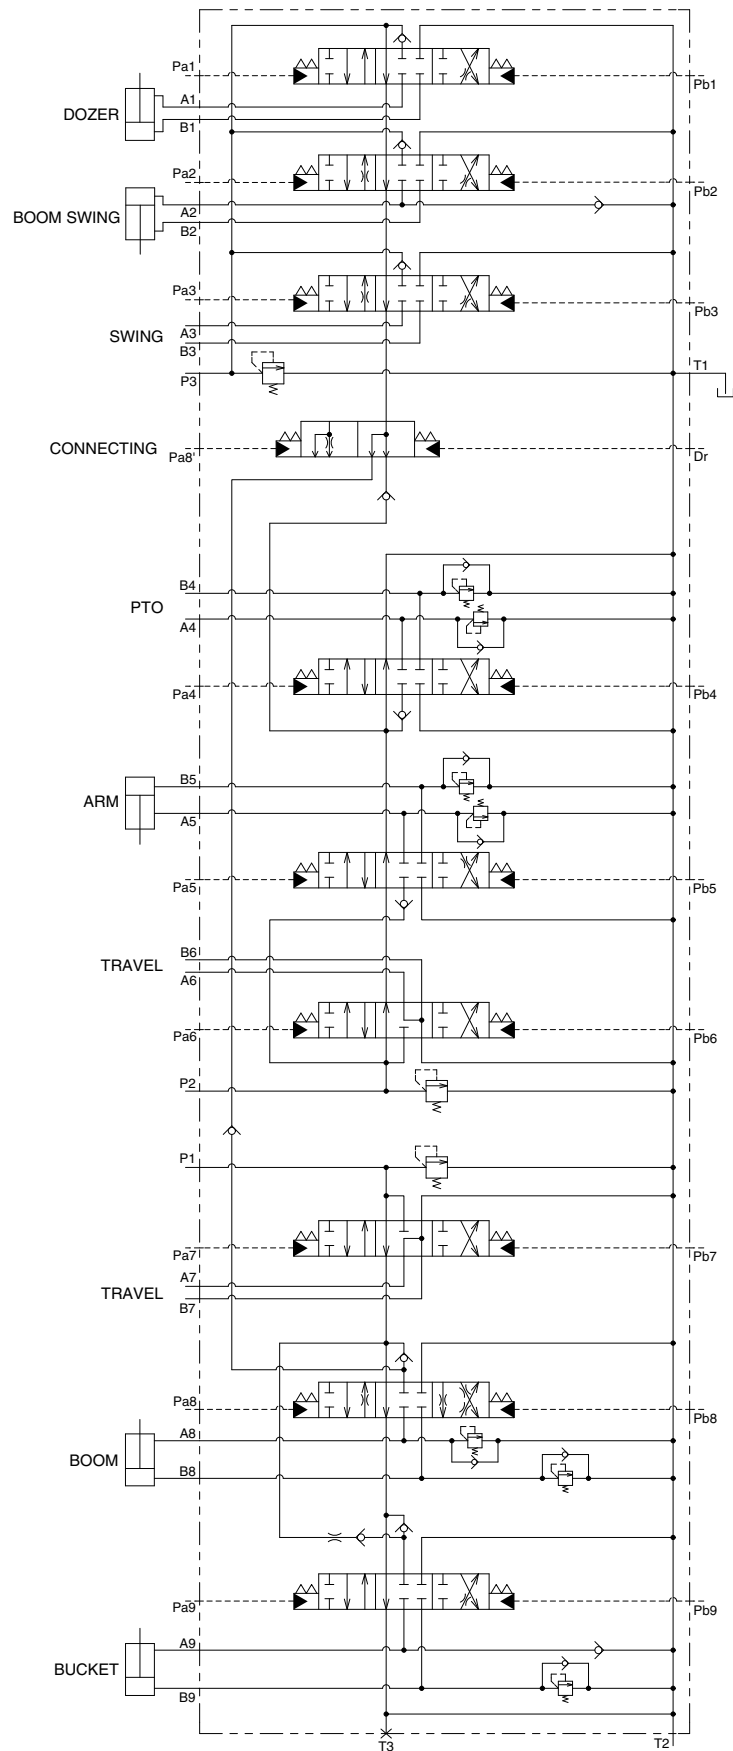 Pa1
Pb1
A1
DOZER
B1
Pa2
Pb2
A2
BOOM SWING
B2
Pa3
Pb3
SWING
A3
B3
P3
T1
CONNECTING
Pa8'
Dr
B4
PTO
A4
Pa4
Pb4
B5
ARM
A5
Pa5
Pb5
B6
TRAVEL
A6
Pa6
Pb6
P2
P1
Pa7
Pb7
A7
TRAVEL
B7
Pa8
Pb8
A8
BOOM
B8
Pa9
Pb9
A9
BUCKET
B9
T3
T2